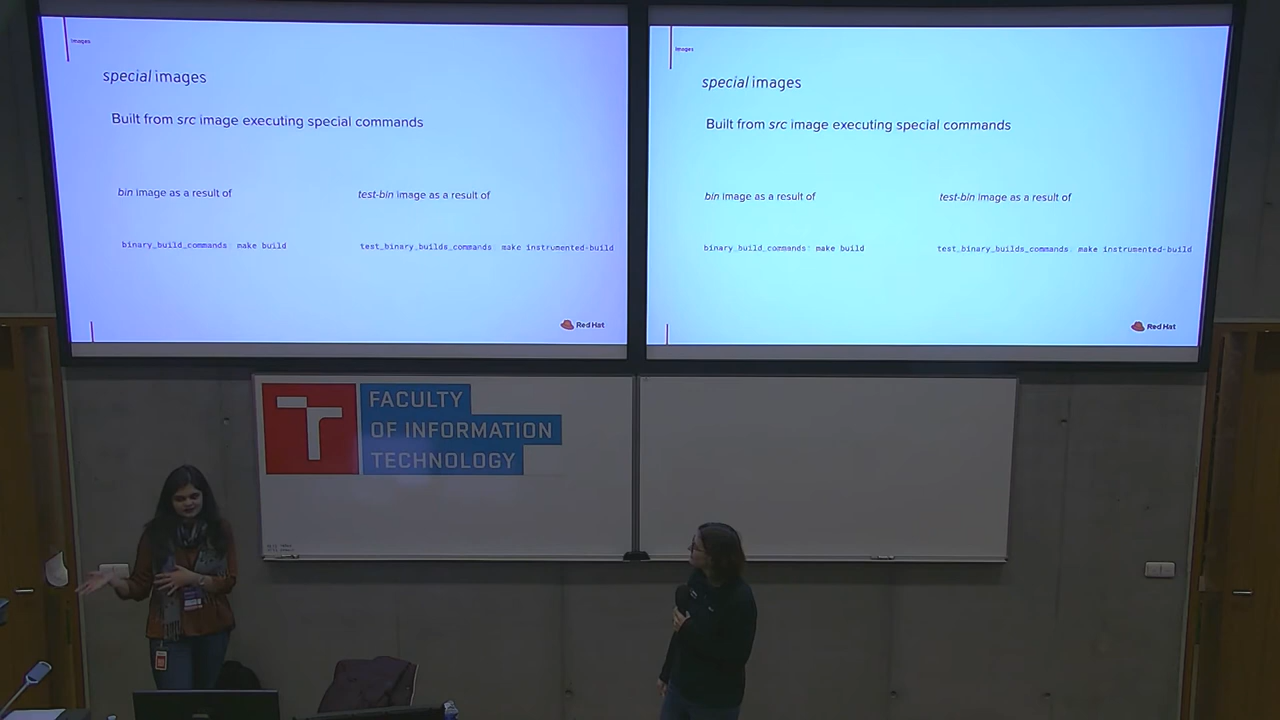 Images
special images
Built from src image executing special commands
bin image as a result of
test-bin image as a result of
binary_build_commands: make build
test_binary_builds_commands: make instrumented-build
Red Hat
Images
special images
Built from src image executing special commands
bin image as a result of
test-bin image as a result of
binary_build_commands: make build
test_binary_builds_commands: make instrumented-build
Red Hat
FACULTY
OF INFORMATION
TECHNOLOGY